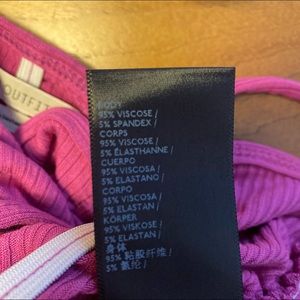 OUTFIT
BODY
95% VISCOSE /
5% SPANDEX /
CORPS
95% VISCOSE /
5% ÉLASTHANNE /
CUERPO
95% VISCOSA /
5% ELASTANO /
CORPO
95% VISCOSA /
5% ELASTAN /
KÖRPER
95% VISKOSE /
5% ELASTAN /
身体
95% 粘胶纤维 /
5% 氨纶 /